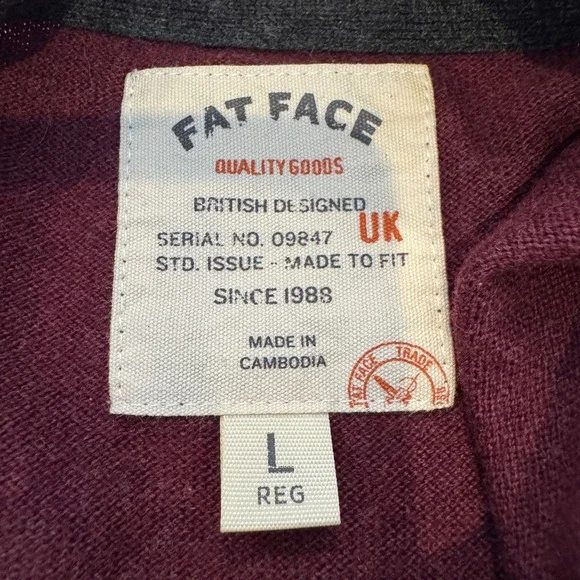 FAT FACE
QUALITY GOODS
BRITISH DESIGNED
UK
SERIAL NO. 09847
STD. ISSUE - MADE TO FIT
SINCE 1988
MADE IN
CAMBODIA
FAT FACE TRADE
L
REG